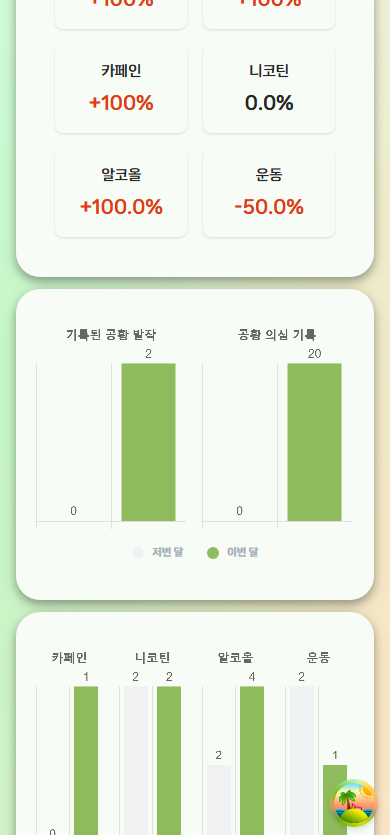 +100% +100%
카페인 니코틴
+100% 0.0%
알코올 운동
+100.0% -50.0%
기록된 공황 발작 공황 의심 기록
2 20
0 0
저번 달 이번 달
카페인 니코틴 알코올 운동
1 2 2 4 2
2 1
0